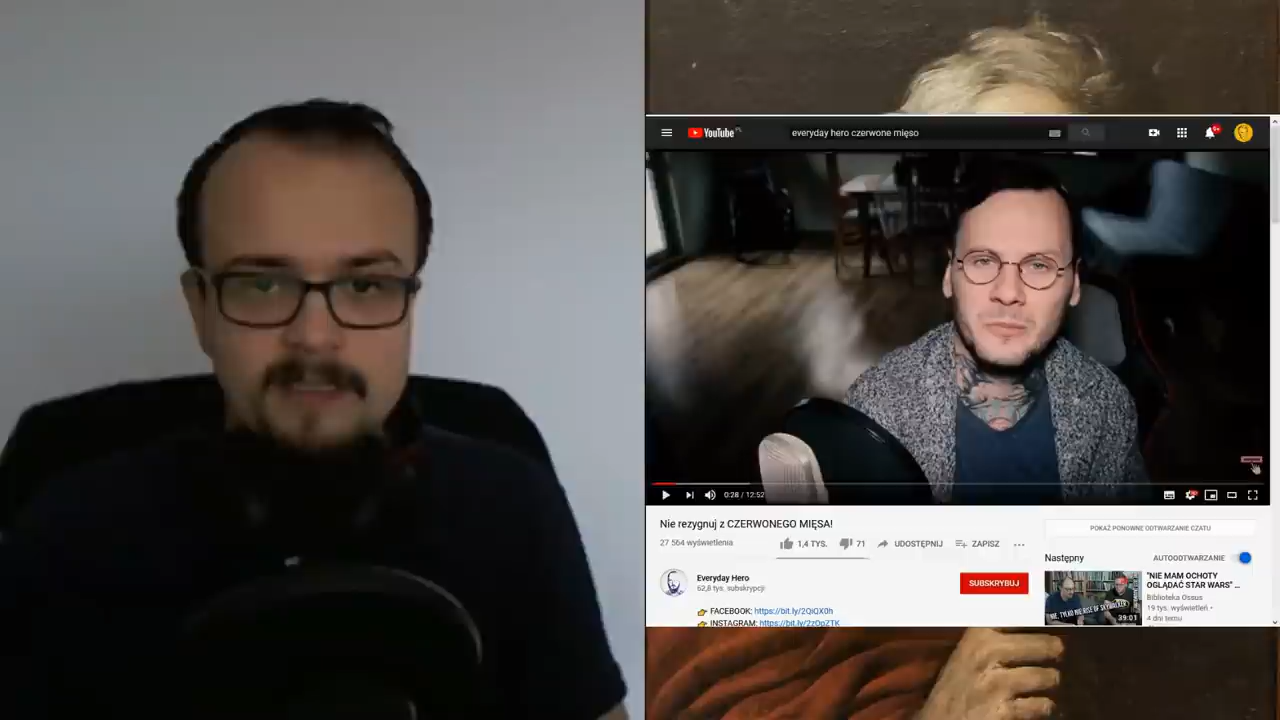 YouTube PL
everyday hero czerwone mięso
9+
0:28 / 12:52
Nie rezygnuj z CZERWONEGO MIĘSA!
27 564 wyświetlenia
1,4 TYS.
71
UDOSTĘPNIJ
ZAPISZ
...
POKAŻ PONOWNE ODTWARZANIE CZATU
Następny
AUTOODTWARZANIE
Everyday Hero
62,8 tys. subskrypcji
SUBSKRYBUJ
FACEBOOK: https://bit.ly/2QiQX0h
INSTAGRAM: https://bit.ly/2zOpZTK
"NIE MAM OCHOTY
OGLĄDAĆ STAR WARS" ...
Biblioteka Ossus
19 tys. wyświetleń •
4 dni temu
39:01